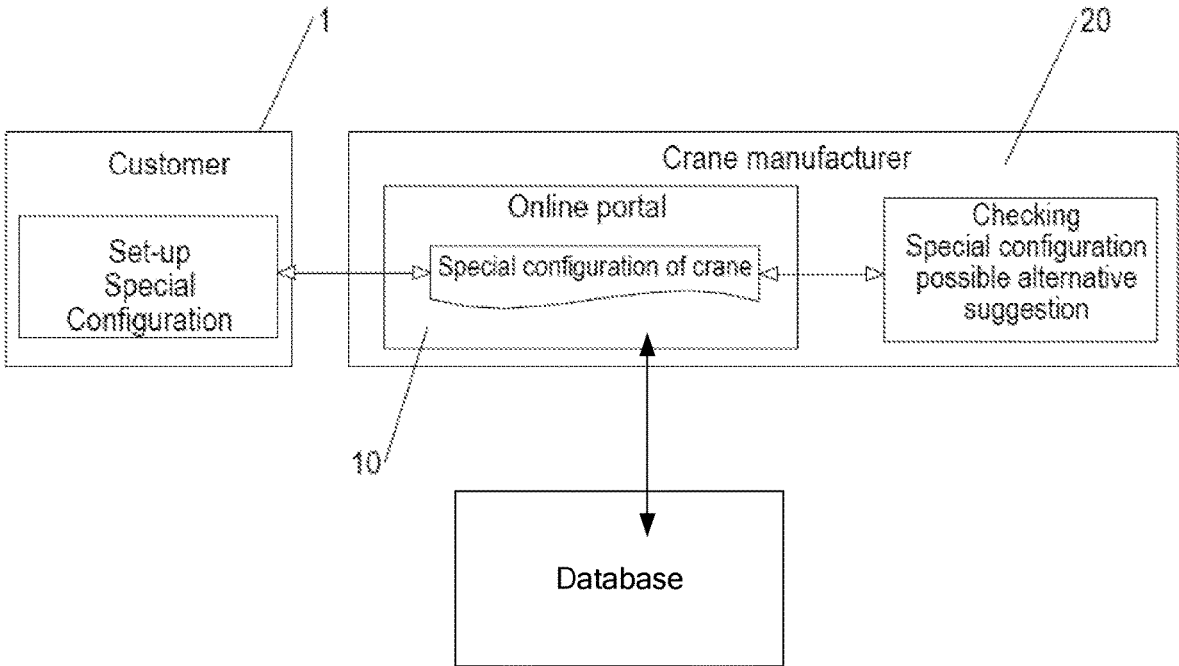 1
20
Customer
Set-up
Special
Configuration
Crane manufacturer
Online portal
Special configuration of crane
Checking
Special configuration
possible alternative
suggestion
10
Database